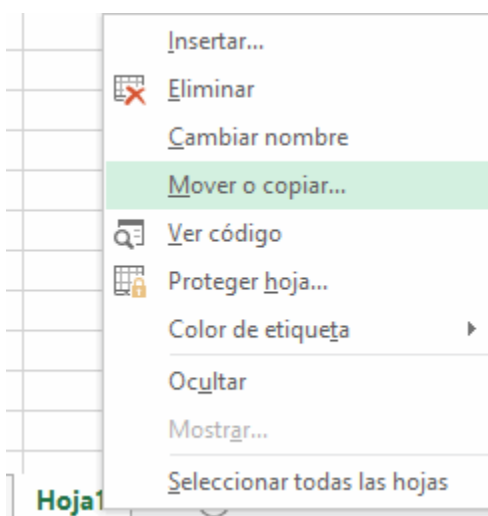 Insertar...
Eliminar
Cambiar nombre
Mover o copiar...
Ver código
Proteger hoja...
Color de etiqueta
Ocultar
Mostrar...
Seleccionar todas las hojas
Hoja1